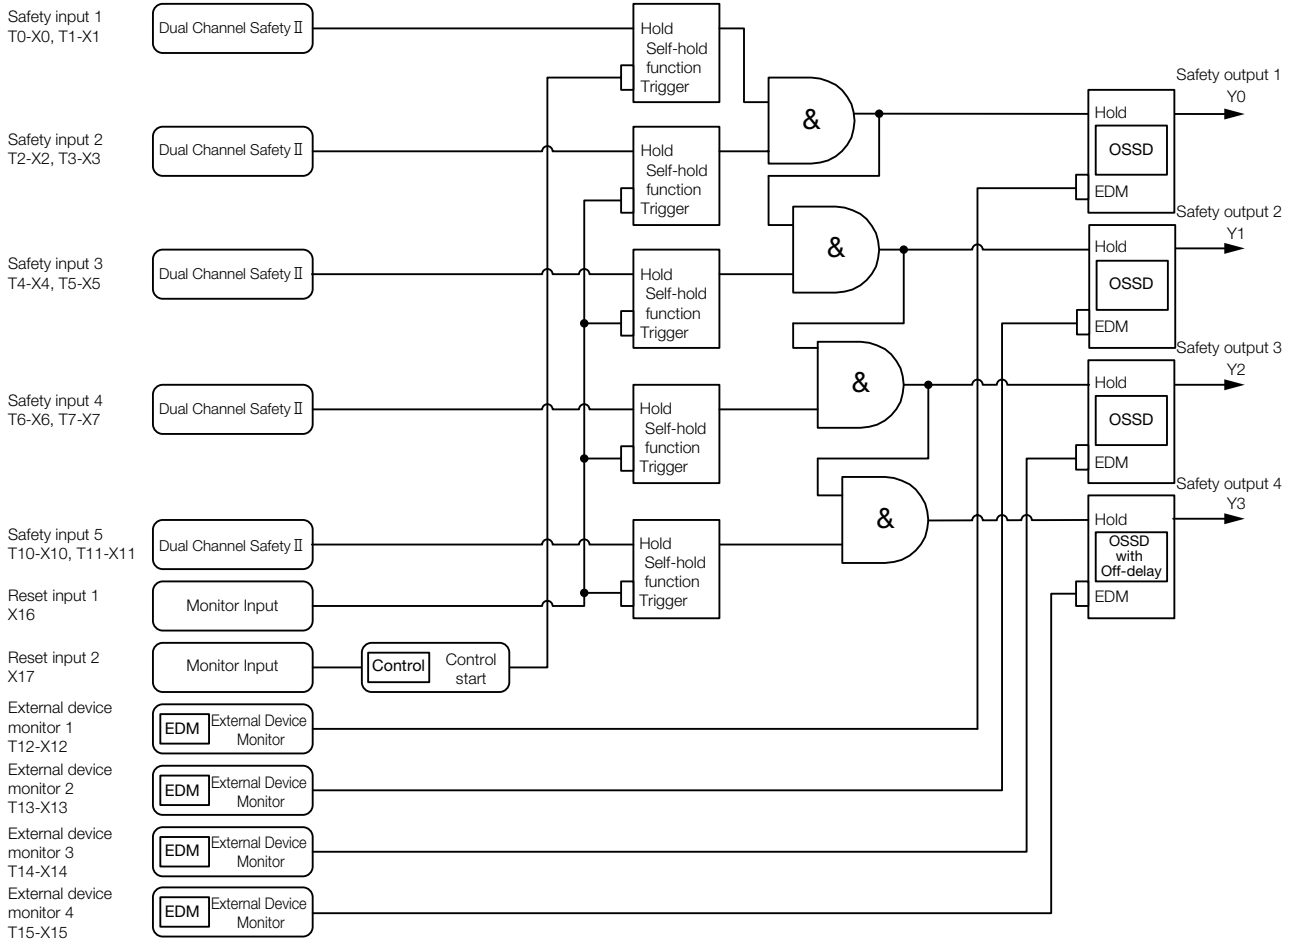 Safety input 1
T0-X0, T1-X1
Dual Channel Safety Ⅱ
Hold
Self-hold
function
Trigger
&
Safety output 1
Y0
Hold
OSSD
EDM
Safety input 2
T2-X2, T3-X3
Dual Channel Safety Ⅱ
Hold
Self-hold
function
Trigger
&
Safety output 2
Y1
Hold
OSSD
EDM
Safety input 3
T4-X4, T5-X5
Dual Channel Safety Ⅱ
Hold
Self-hold
function
Trigger
&
Safety output 3
Y2
Hold
OSSD
EDM
Safety input 4
T6-X6, T7-X7
Dual Channel Safety Ⅱ
Hold
Self-hold
function
Trigger
&
Safety output 4
Y3
Hold
OSSD
with
Off-delay
EDM
Safety input 5
T10-X10, T11-X11
Dual Channel Safety Ⅱ
Hold
Self-hold
function
Trigger
Reset input 1
X16
Monitor Input
Reset input 2
X17
Monitor Input
Control
Control
start
External device
monitor 1
T12-X12
EDM
External Device
Monitor
External device
monitor 2
T13-X13
EDM
External Device
Monitor
External device
monitor 3
T14-X14
EDM
External Device
Monitor
External device
monitor 4
T15-X15
EDM
External Device
Monitor